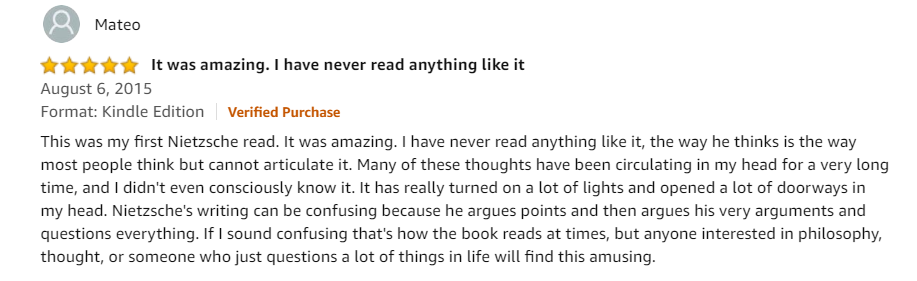 Mateo
It was amazing. I have never read anything like it
August 6, 2015
Format: Kindle Edition Verified Purchase
This was my first Nietzsche read. It was amazing. I have never read anything like it, the way he thinks is the way
most people think but cannot articulate it. Many of these thoughts have been circulating in my head for a very long
time, and I didn't even consciously know it. It has really turned on a lot of lights and opened a lot of doorways in
my head. Nietzsche's writing can be confusing because he argues points and then argues his very arguments and
questions everything. If I sound confusing that's how the book reads at times, but anyone interested in philosophy,
thought, or someone who just questions a lot of things in life will find this amusing.